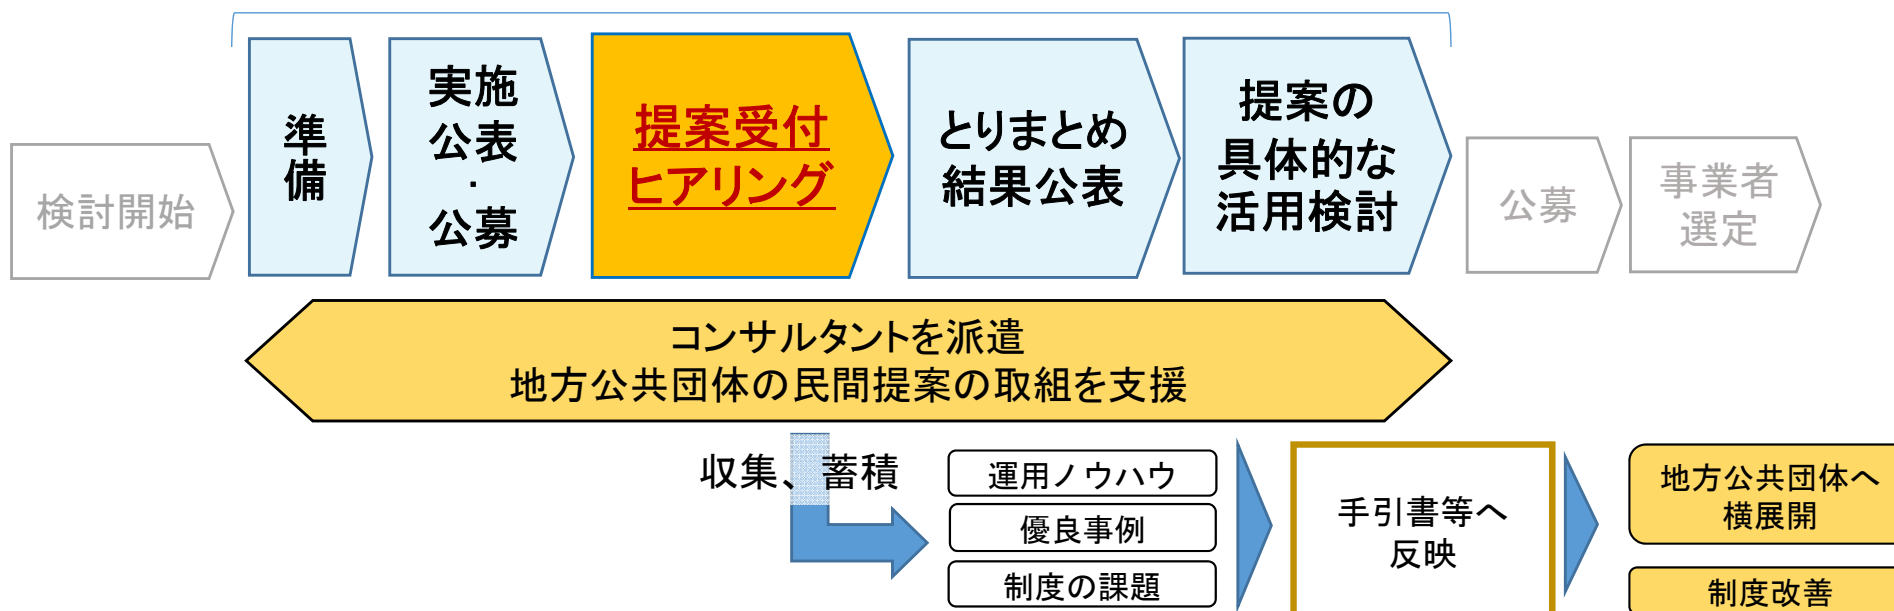 検討開始
準
備
実施
公表
・
公募
提案受付
ヒアリング
とりまとめ
結果公表
提案の
具体的な
活用検討
公募
事業者
選定
コンサルタントを派遣
地方公共団体の民間提案の取組を支援
収集、蓄積
運用ノウハウ
優良事例
制度の課題
手引書等へ
反映
地方公共団体へ
横展開
制度改善